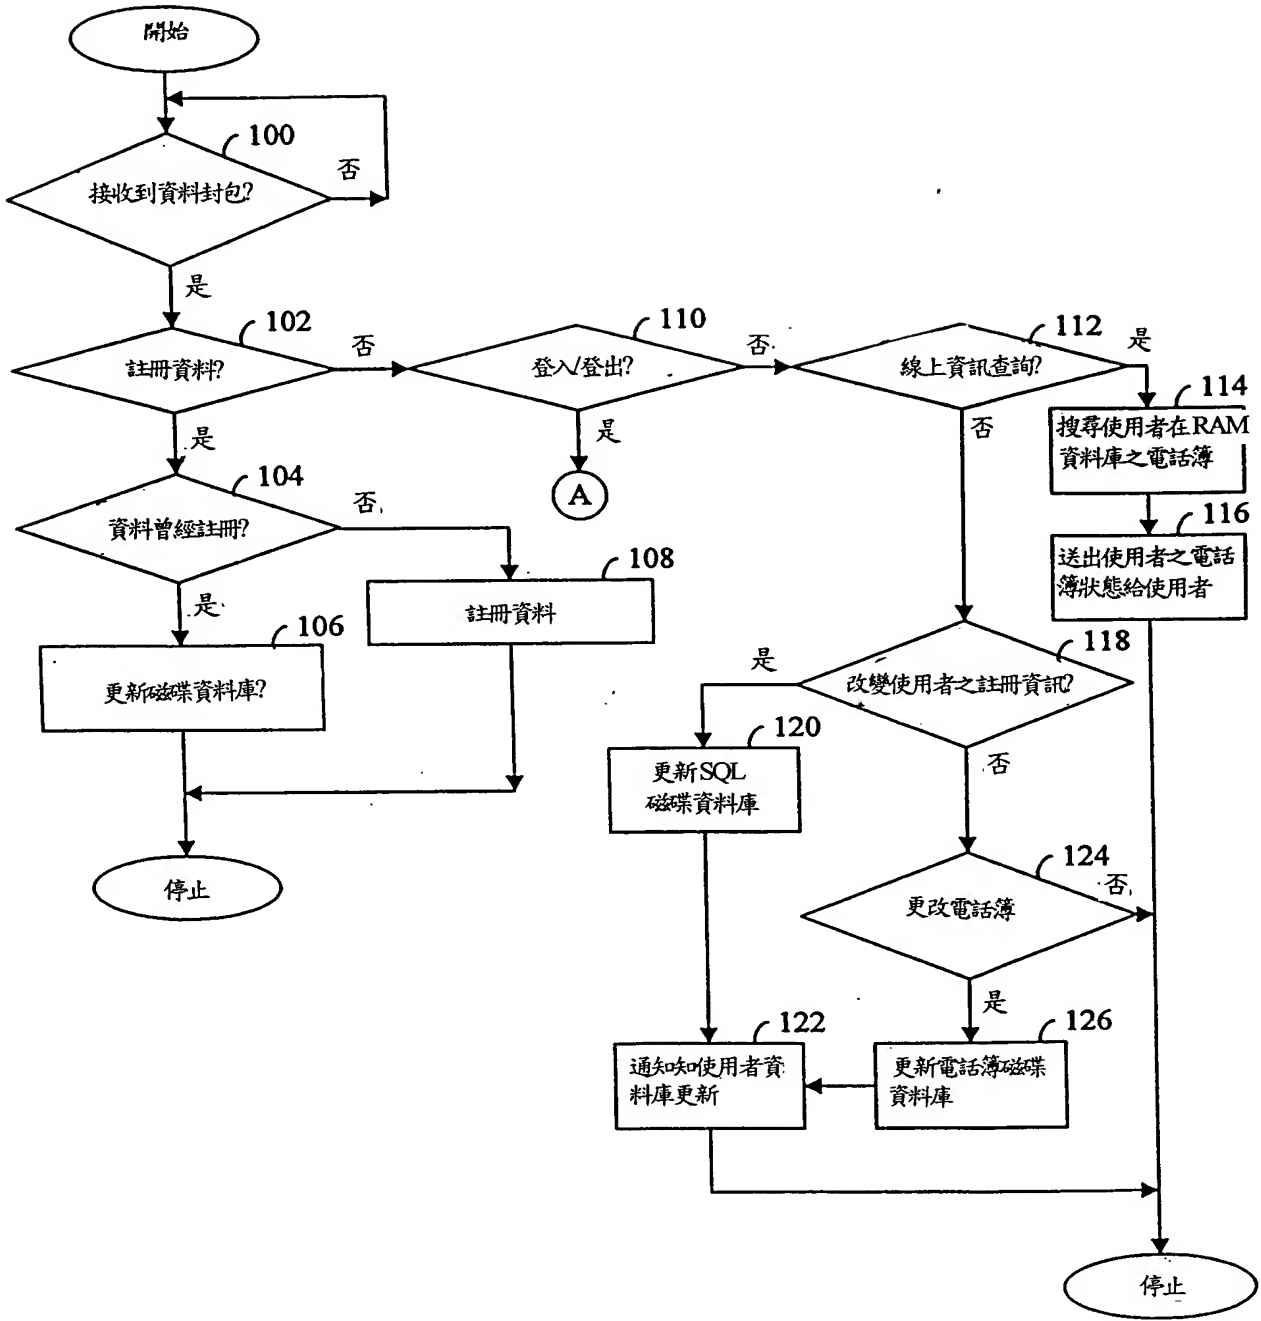 開始
100
否
接收到資料封包?
是
102
否
110
否
112
是
註冊資料?
登入/登出?
線上資訊查詢?
114
搜尋使用者在RAM
資料庫之電話簿
是
是
否
104
否
A
資料曾經註冊?
116
送出使用者之電話
簿狀態給使用者
108
註冊資料
是
106
更新磁碟資料庫?
118
是
改變使用者之註冊資訊?
120
更新SQL
磁碟資料庫
否
124
否
更改電話簿
停止
是
122
126
通知知使用者資
料庫更新
更新電話簿磁碟
資料庫
停止